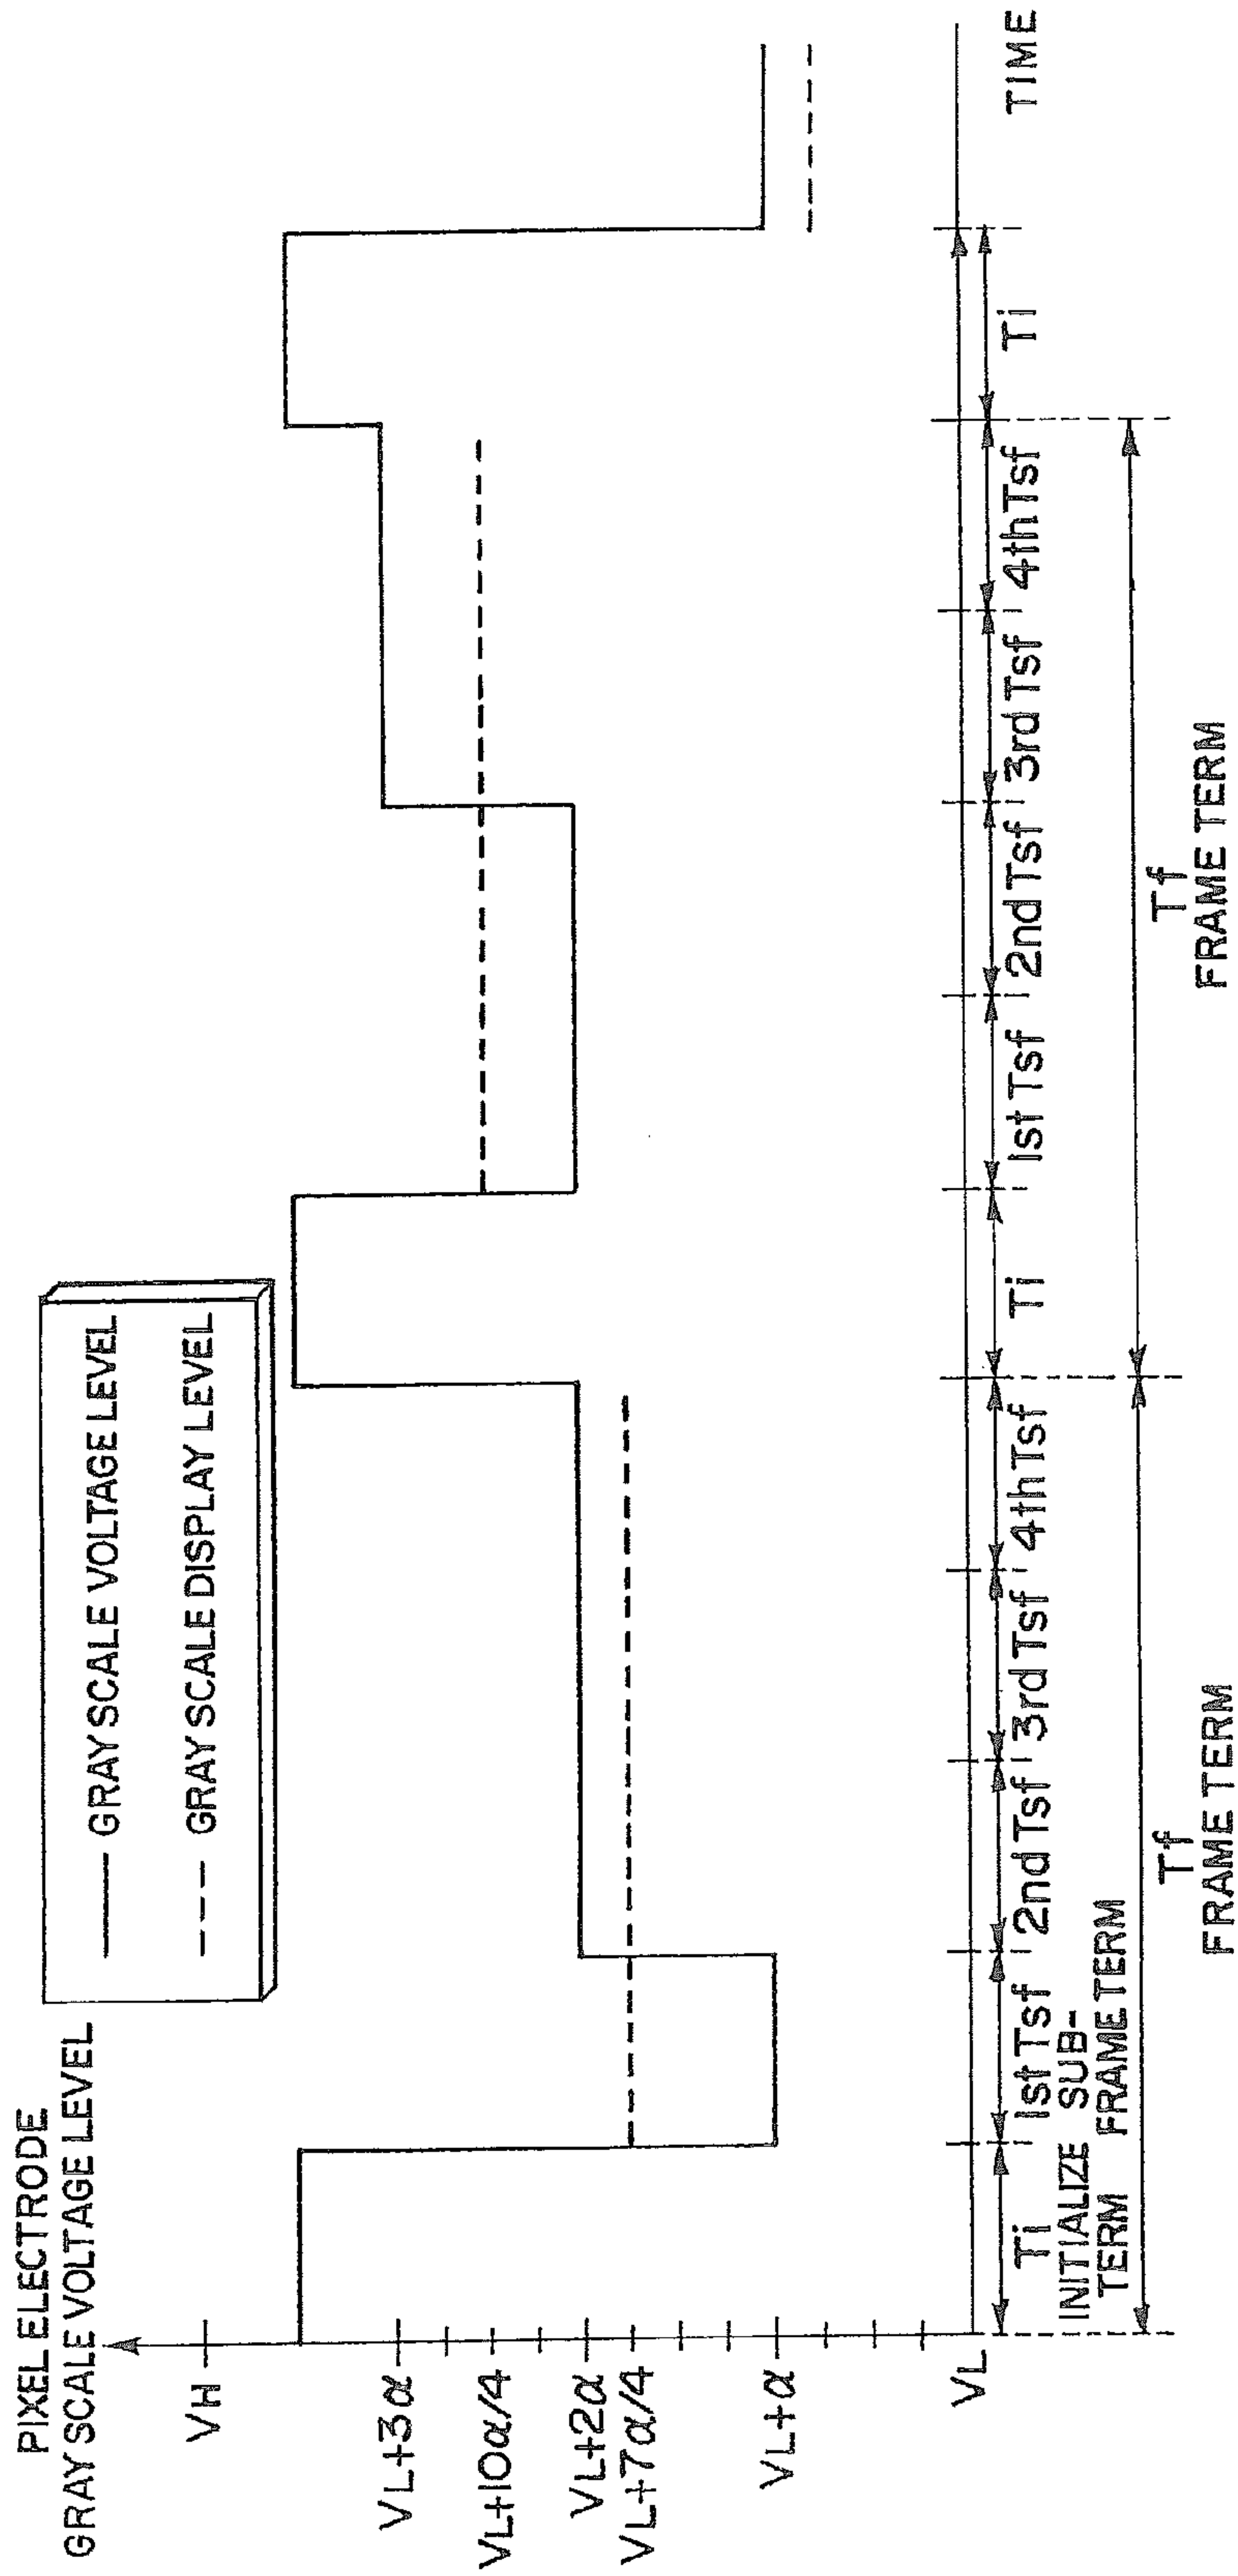 PIXEL ELECTRODE
GRAY SCALE VOLTAGE LEVEL
—— GRAY SCALE VOLTAGE LEVEL
--- GRAY SCALE DISPLAY LEVEL
VH
VL+3α
VL+10α/4
VL+2α
VL+7α/4
VL+α
VL
Ti 1st Tsf 2nd Tsf 3rd Tsf 4th Tsf Ti 1st Tsf 2nd Tsf 3rd Tsf 4th Tsf Ti TIME
INITIALIZE SUB-
TERM FRAME TERM
Tf Tf
FRAME TERM FRAME TERM